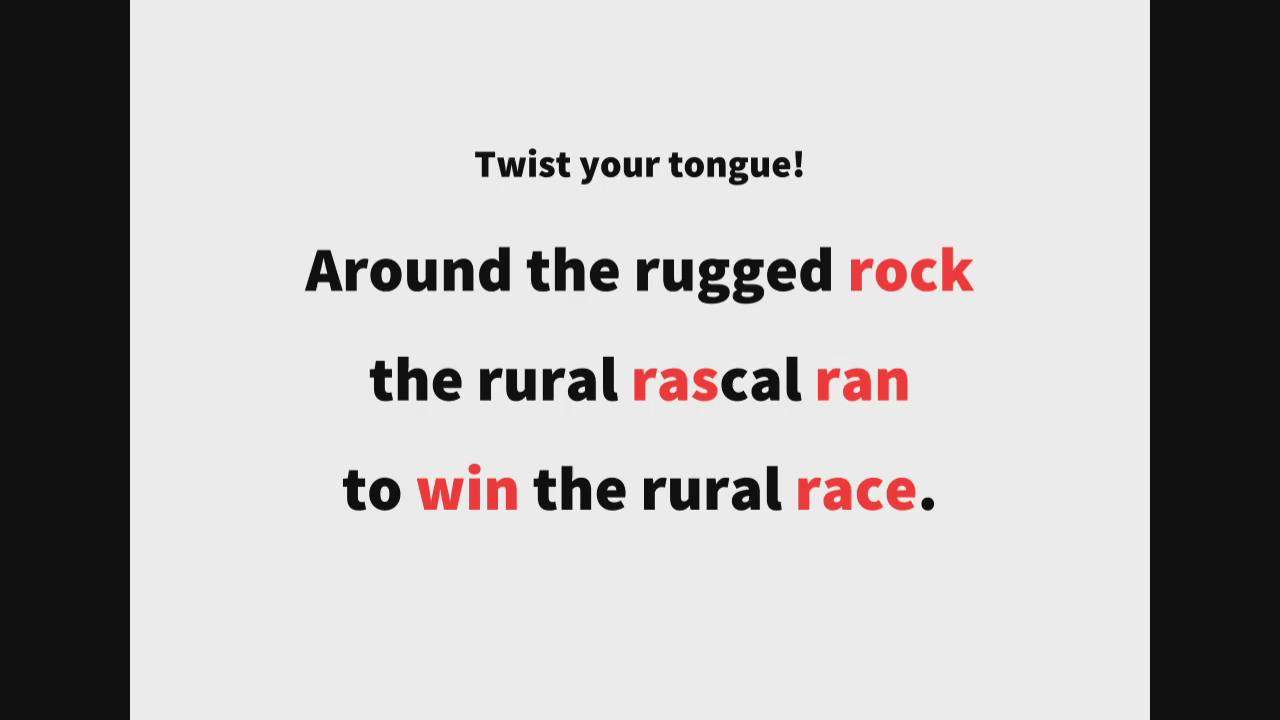 Twist your tongue!
Around the rugged rock
the rural rascal ran
to win the rural race.